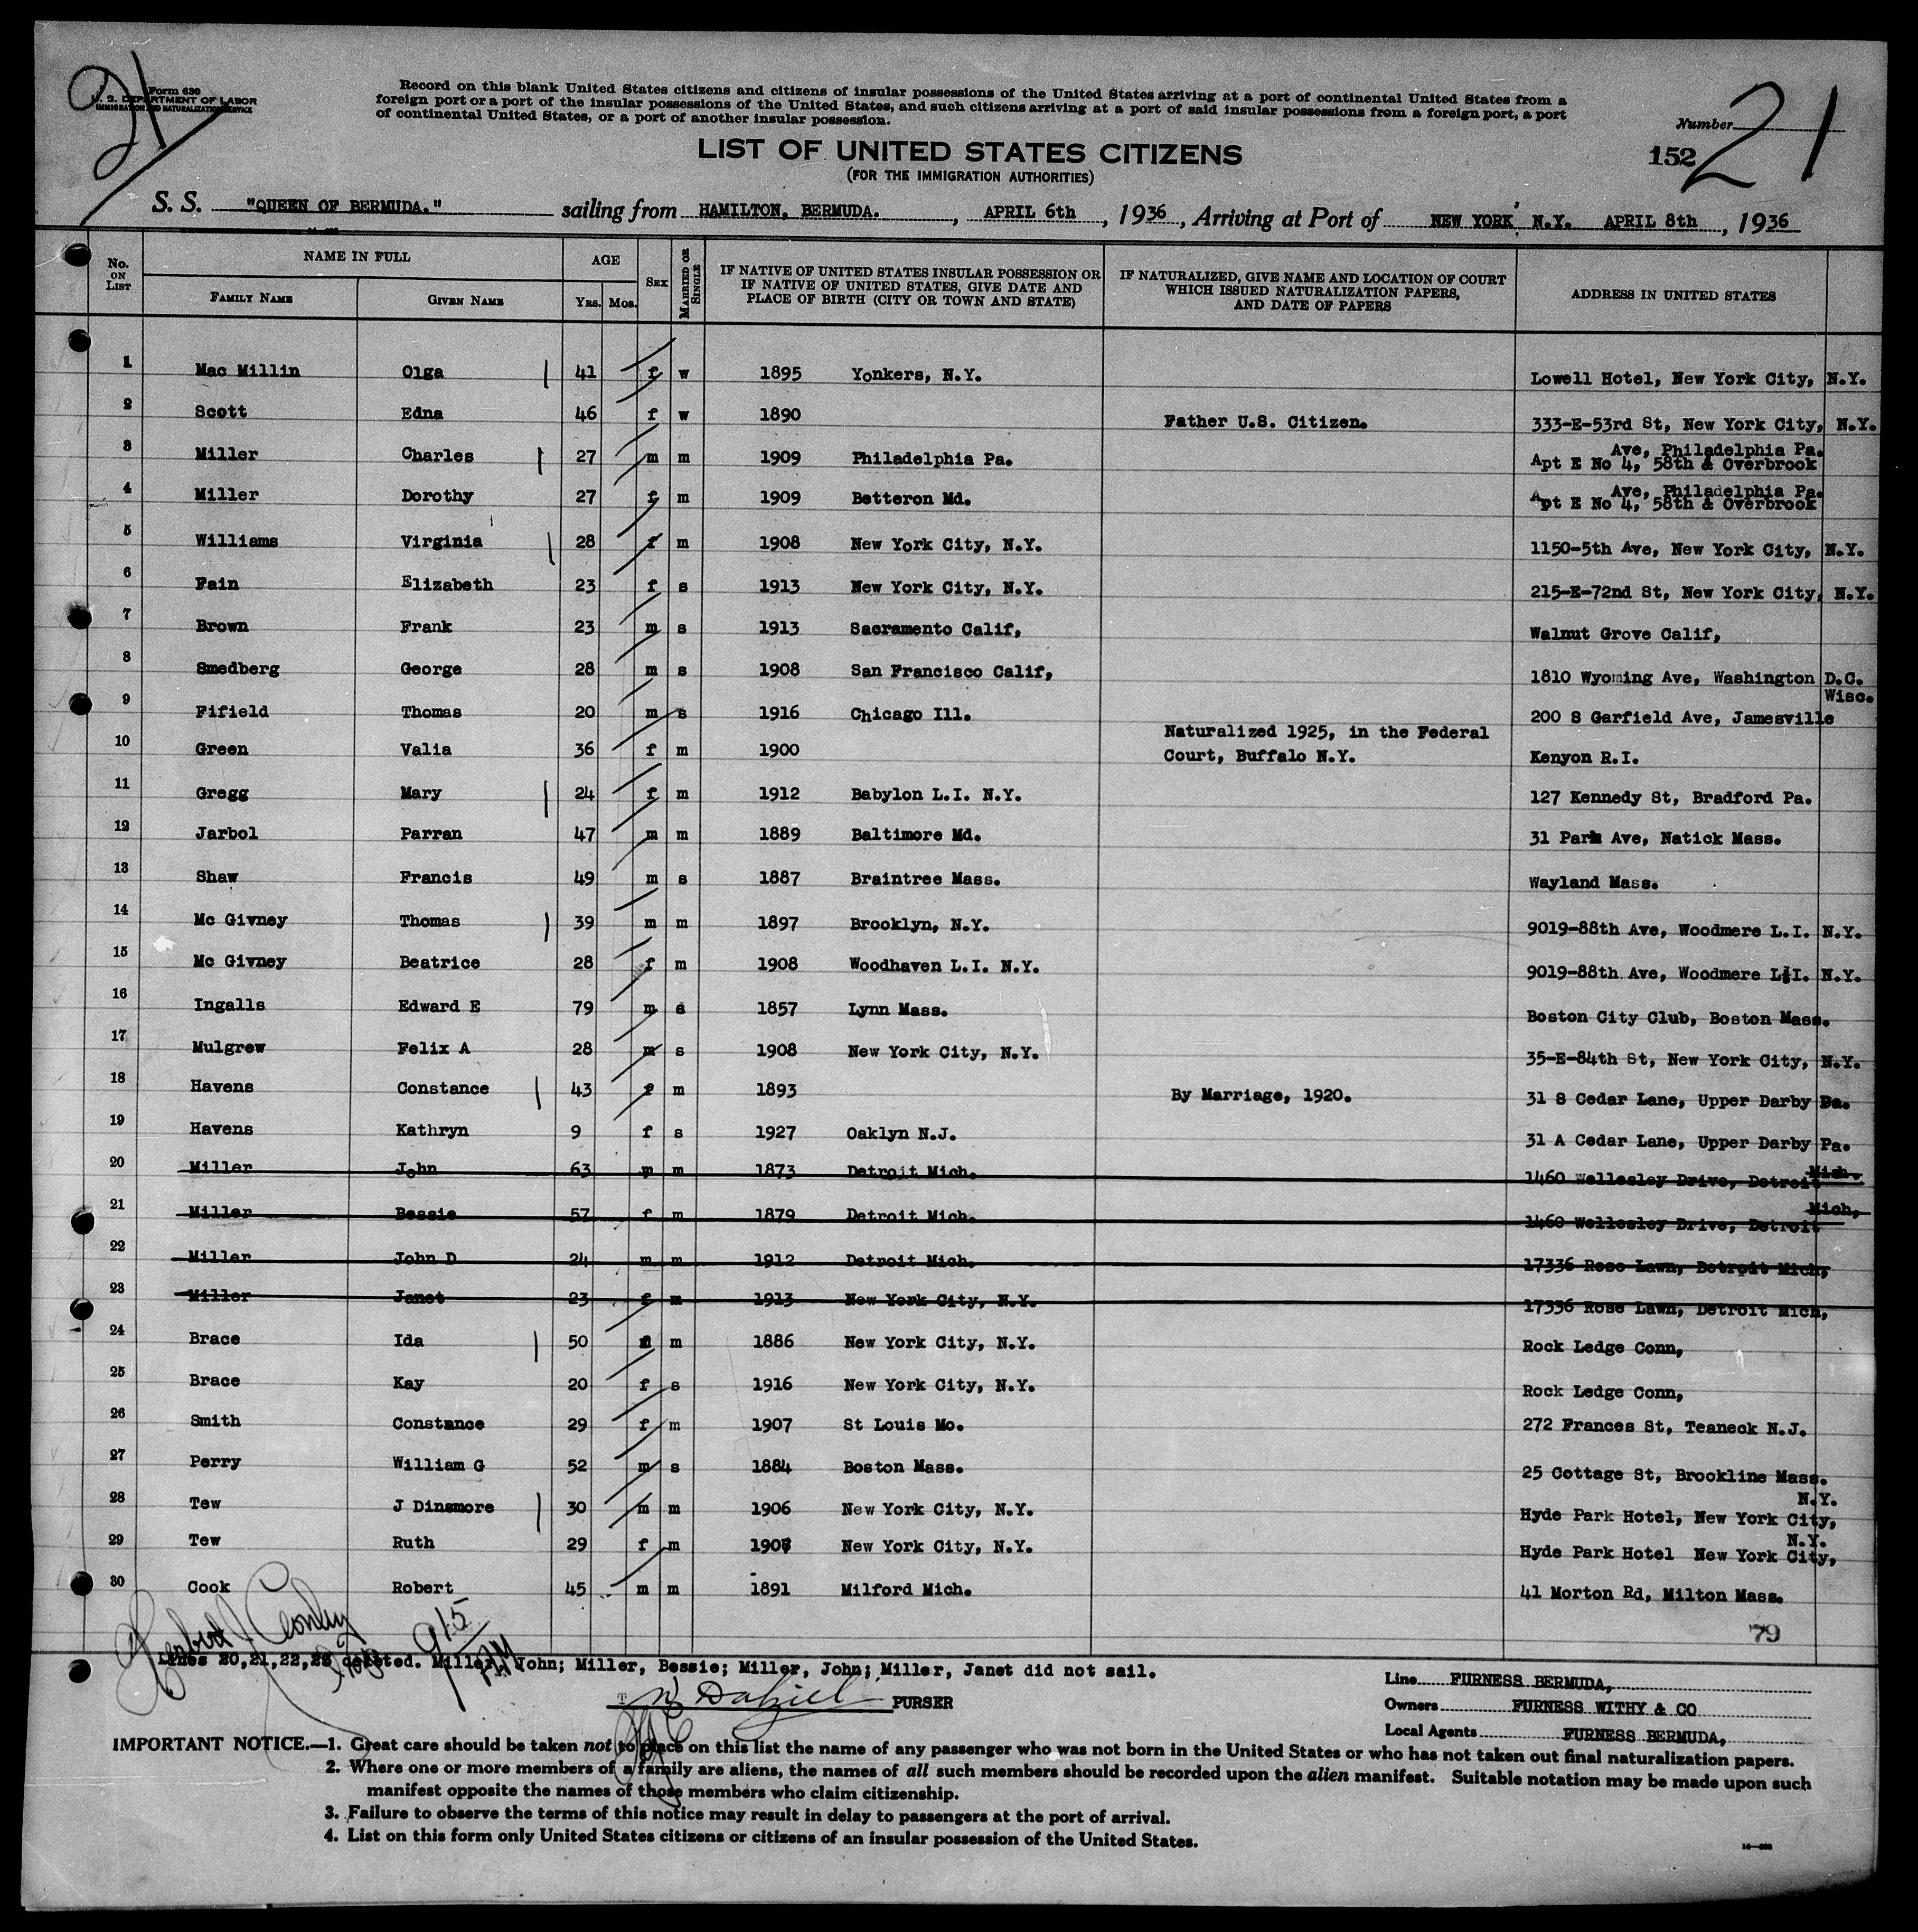 21
Form 630
U. S. DEPARTMENT OF LABOR
IMMIGRATION AND NATURALIZATION SERVICE
Record on this blank United States citizens and citizens of insular possessions of the United States arriving at a port of continental United States from a
foreign port or a port of the insular possessions of the United States, and such citizens arriving at a port of said insular possessions from a foreign port, a port
of continental United States, or a port of another insular possession.
Number 21
152
LIST OF UNITED STATES CITIZENS
(FOR THE IMMIGRATION AUTHORITIES)
S. S. "QUEEN OF BERMUDA." sailing from HAMILTON, BERMUDA. , APRIL 6th , 1936 , Arriving at Port of NEW YORK, N.Y. APRIL 8th , 1936
No. ON LIST NAME IN FULL AGE SEX MARRIED OR SINGLE IF NATIVE OF UNITED STATES INSULAR POSSESSION OR IF NATIVE OF UNITED STATES, GIVE DATE AND PLACE OF BIRTH (CITY OR TOWN AND STATE) IF NATURALIZED, GIVE NAME AND LOCATION OF COURT WHICH ISSUED NATURALIZATION PAPERS, AND DATE OF PAPERS ADDRESS IN UNITED STATES
FAMILY NAME GIVEN NAME YRS. MOS.
1 Mac Millin Olga 41 f w 1895 Yonkers, N.Y. Lowell Hotel, New York City, N.Y.
2 Scott Edna 46 f w 1890 Father U.S. Citizen. 333-E-53rd St, New York City, N.Y.
3 Miller Charles 27 m m 1909 Philadelphia Pa. Ave, Philadelphia Pa.
Apt E No 4, 58th & Overbrook
4 Miller Dorothy 27 f m 1909 Betteron Md. Ave, Philadelphia Pa.
Apt E No 4, 58th & Overbrook
5 Williams Virginia 28 f m 1908 New York City, N.Y. 1150-5th Ave, New York City, N.Y.
6 Fain Elizabeth 23 f s 1913 New York City, N.Y. 215-E-72nd St, New York City, N.Y.
7 Brown Frank 23 m s 1913 Sacramento Calif, Walnut Grove Calif,
8 Smedberg George 28 m s 1908 San Francisco Calif, 1810 Wyoming Ave, Washington D.C.
Wisc.
9 Fifield Thomas 20 m s 1916 Chicago Ill. 200 S Garfield Ave, Jamesville
Naturalized 1925, in the Federal
10 Green Valia 36 f m 1900 Court, Buffalo N.Y. Kenyon R.I.
11 Gregg Mary 24 f m 1912 Babylon L.I. N.Y. 127 Kennedy St, Bradford Pa.
12 Jarbol Parran 47 m m 1889 Baltimore Md. 31 Park Ave, Natick Mass.
13 Shaw Francis 49 m s 1887 Braintree Mass. Wayland Mass.
14 Mc Givney Thomas 39 m m 1897 Brooklyn, N.Y. 9019-88th Ave, Woodmere L.I. N.Y.
15 Mc Givney Beatrice 28 f m 1908 Woodhaven L.I. N.Y. 9019-88th Ave, Woodmere L.I. N.Y.
16 Ingalls Edward E 79 m s 1857 Lynn Mass. Boston City Club, Boston Mass.
17 Mulgrew Felix A 28 m s 1908 New York City, N.Y. 35-E-84th St, New York City, N.Y.
18 Havens Constance 43 f m 1893 By Marriage, 1920. 31 S Cedar Lane, Upper Darby Pa.
19 Havens Kathryn 9 f s 1927 Oaklyn N.J. 31 A Cedar Lane, Upper Darby Pa.
20 Miller John 63 m m 1873 Detroit Mich. 1460 Wellesley Drive, Detroit Mich.
21 Miller Bessie 57 f m 1879 Detroit Mich. 1460 Wellesley Drive, Detroit Mich,
22 Miller John D 24 m m 1912 Detroit Mich. 17336 Rose Lawn, Detroit Mich,
23 Miller Janet 23 f m 1913 New York City, N.Y. 17336 Rose Lawn, Detroit Mich,
24 Brace Ida 50 f m 1886 New York City, N.Y. Rock Ledge Conn,
25 Brace Kay 20 f s 1916 New York City, N.Y. Rock Ledge Conn,
26 Smith Constance 29 f m 1907 St Louis Mo. 272 Frances St, Teaneck N.J.
27 Perry William G 52 m s 1884 Boston Mass. 25 Cottage St, Brookline Mass.
N.Y.
28 Tew J Dinsmore 30 m m 1906 New York City, N.Y. Hyde Park Hotel, New York City,
N.Y.
29 Tew Ruth 29 f m 1907 New York City, N.Y. Hyde Park Hotel New York City,
30 Cook Robert 45 m m 1891 Milford Mich. 41 Morton Rd, Milton Mass.
79
915 AM
Lines 20,21,22,23 deleted. Miller, John; Miller, Bessie; Miller, John; Miller, Janet did not sail.
PURSER
Line FURNESS BERMUDA,
Owners FURNESS WITHY & CO
Local Agents FURNESS BERMUDA,
IMPORTANT NOTICE.—1. Great care should be taken not to place on this list the name of any passenger who was not born in the United States or who has not taken out final naturalization papers.
2. Where one or more members of a family are aliens, the names of all such members should be recorded upon the alien manifest. Suitable notation may be made upon such
manifest opposite the names of those members who claim citizenship.
3. Failure to observe the terms of this notice may result in delay to passengers at the port of arrival.
4. List on this form only United States citizens or citizens of an insular possession of the United States.